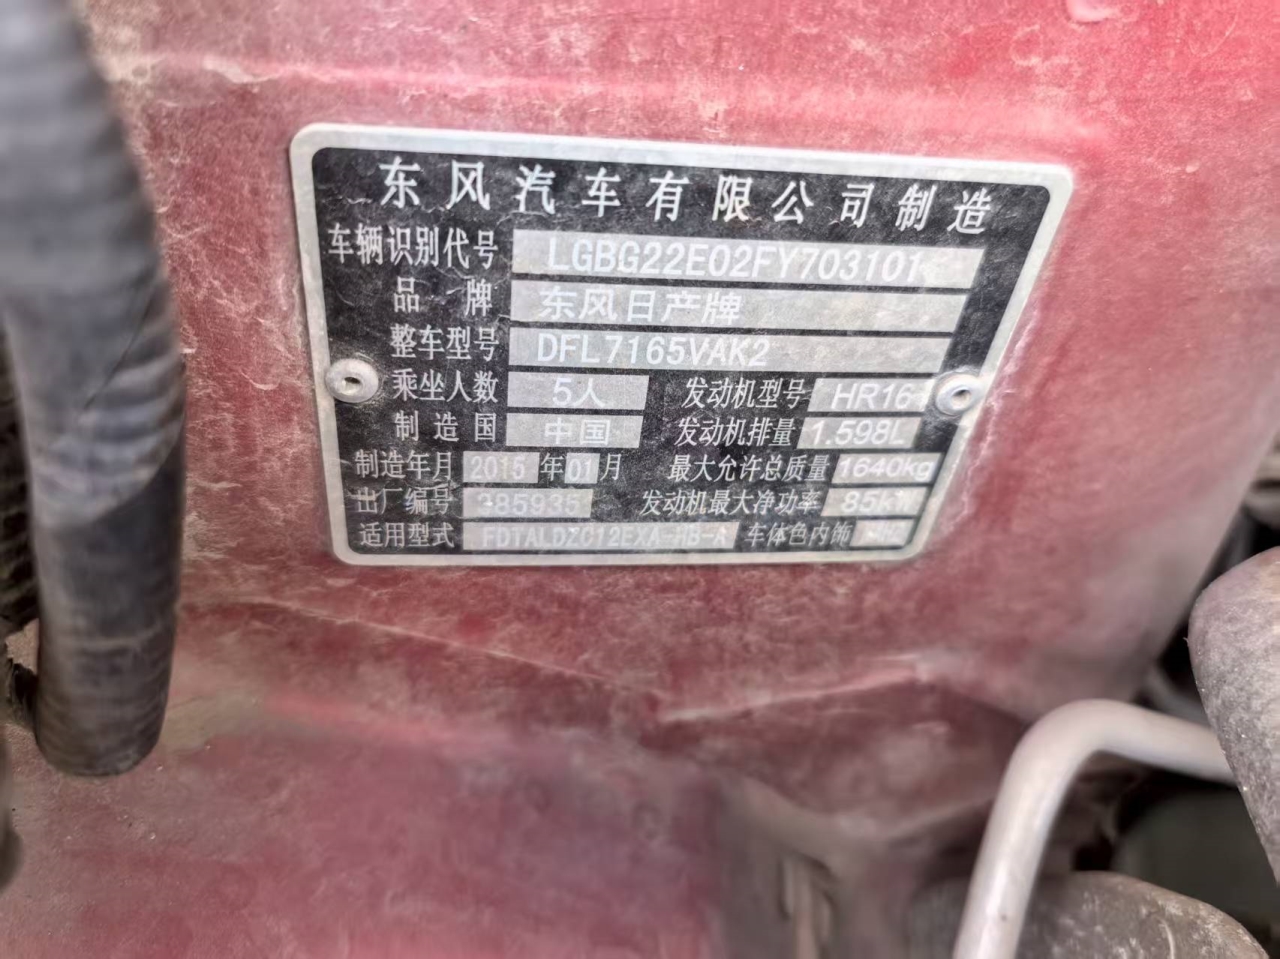 东风汽车有限公司制造
车辆识别代号 LGBG22E02FY703101
品 牌 东风日产牌
整车型号 DFL7165VAK2
乘坐人数 5人 发动机型号 HR16
制造国 中国 发动机排量 1.598L
制造年月 2015 年 01 月 最大允许总质量 1640kg
出厂编号 385935 发动机最大净功率 85kW
适用型式 FDTALDZC12EXA-HB-A 车体色内饰